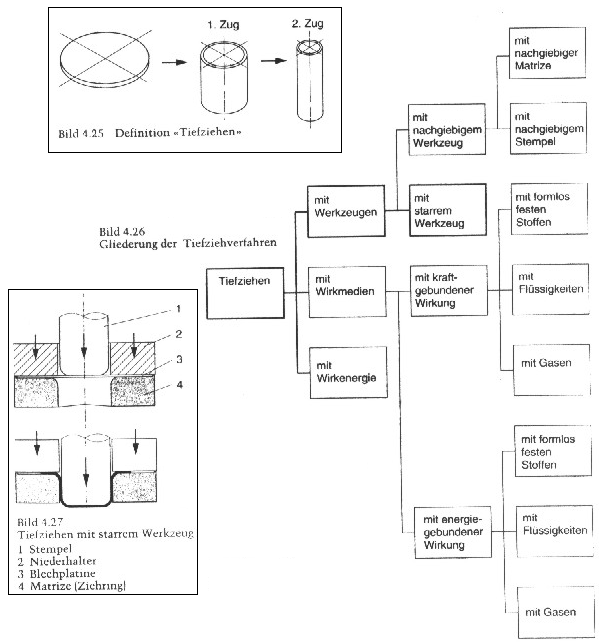 1. Zug
2. Zug
Bild 4.25 Definition «Tiefziehen»
Bild 4.26
Gliederung der Tiefziehverfahren
Tiefziehen
mit
Werkzeugen
mit
Wirkmedien
mit
Wirkenergie
mit
nachgiebigem
Werkzeug
mit
starrem
Werkzeug
mit kraft-
gebundener
Wirkung
mit energie-
gebundener
Wirkung
mit
nachgiebiger
Matrize
mit
nachgiebigem
Stempel
mit formlos
festen
Stoffen
mit
Flüssigkeiten
mit Gasen
mit formlos
festen
Stoffen
mit
Flüssigkeiten
mit Gasen
1
2
3
4
Bild 4.27
Tiefziehen mit starrem Werkzeug
1 Stempel
2 Niederhalter
3 Blechplatine
4 Matrize (Ziehring)